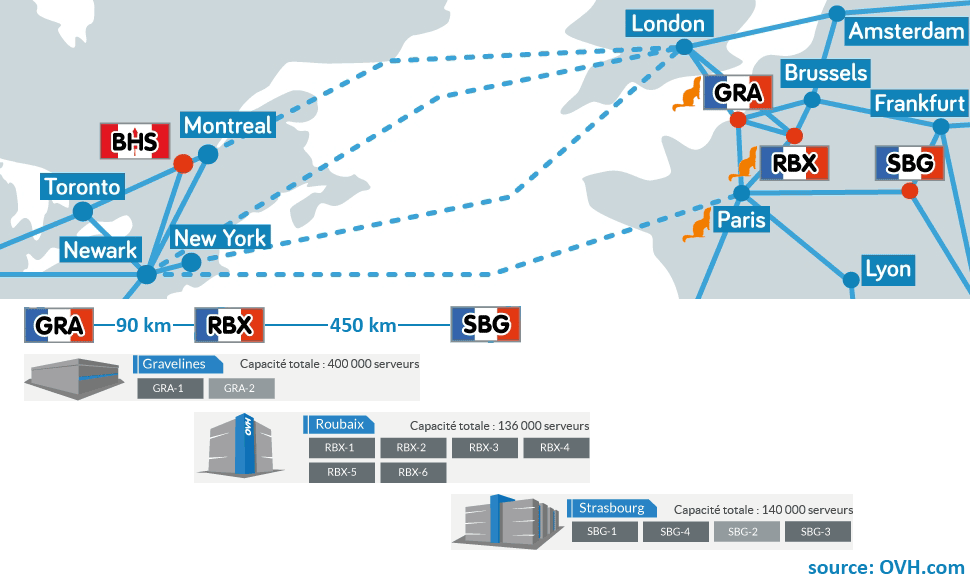 London
Amsterdam
Brussels
GRA
Frankfurt
Montreal
BHS
RBX
SBG
Toronto
Paris
New York
Newark
Lyon
GRA 90 km RBX 450 km SBG
Gravelines Capacité totale : 400 000 serveurs
GRA-1 GRA-2
OVH
Roubaix Capacité totale : 136 000 serveurs
RBX-1 RBX-2 RBX-3 RBX-4
RBX-5 RBX-6
Strasbourg Capacité totale : 140 000 serveurs
SBG-1 SBG-4 SBG-2 SBG-3
source: OVH.com